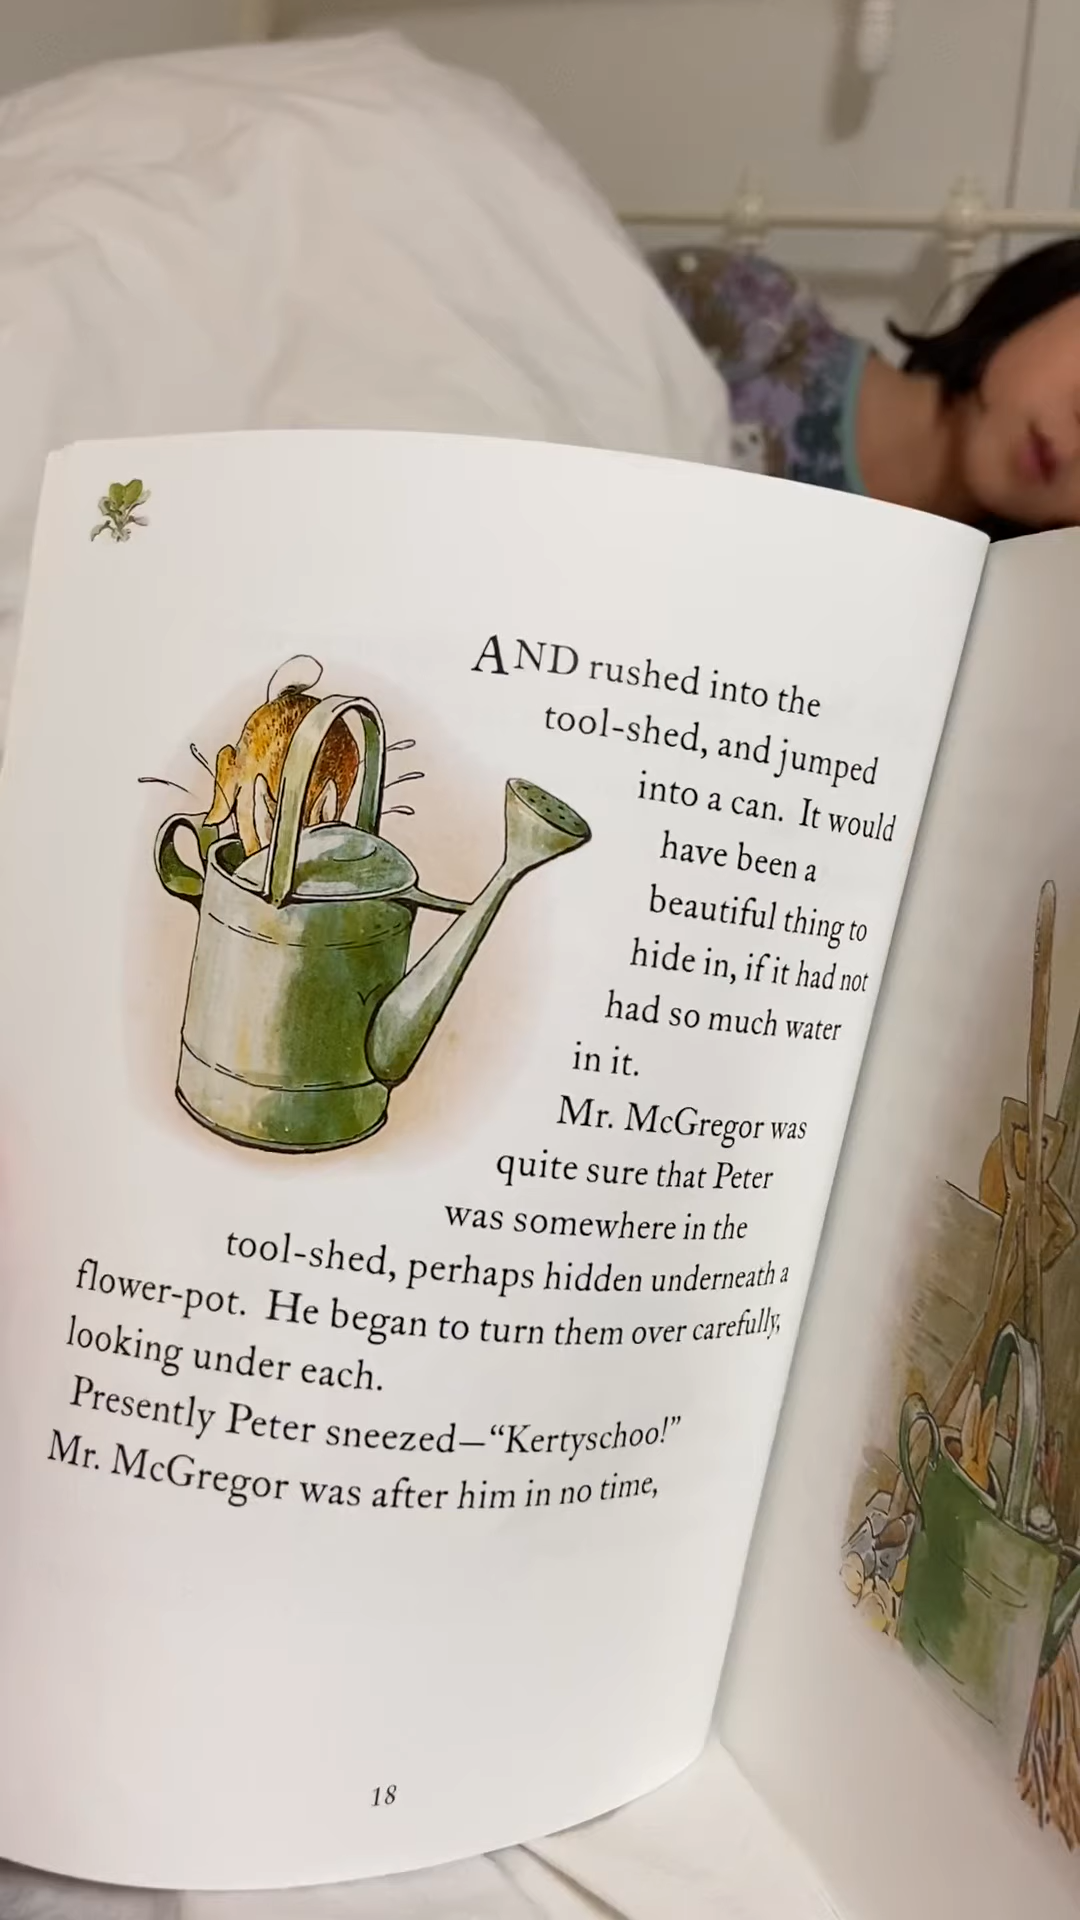 AND rushed into the
tool-shed, and jumped
into a can. It would
have been a
beautiful thing to
hide in, if it had not
had so much water
in it.
Mr. McGregor was
quite sure that Peter
was somewhere in the
tool-shed, perhaps hidden underneath a
flower-pot. He began to turn them over carefully,
looking under each.
Presently Peter sneezed—“Kertyschoo!”
Mr. McGregor was after him in no time,
18